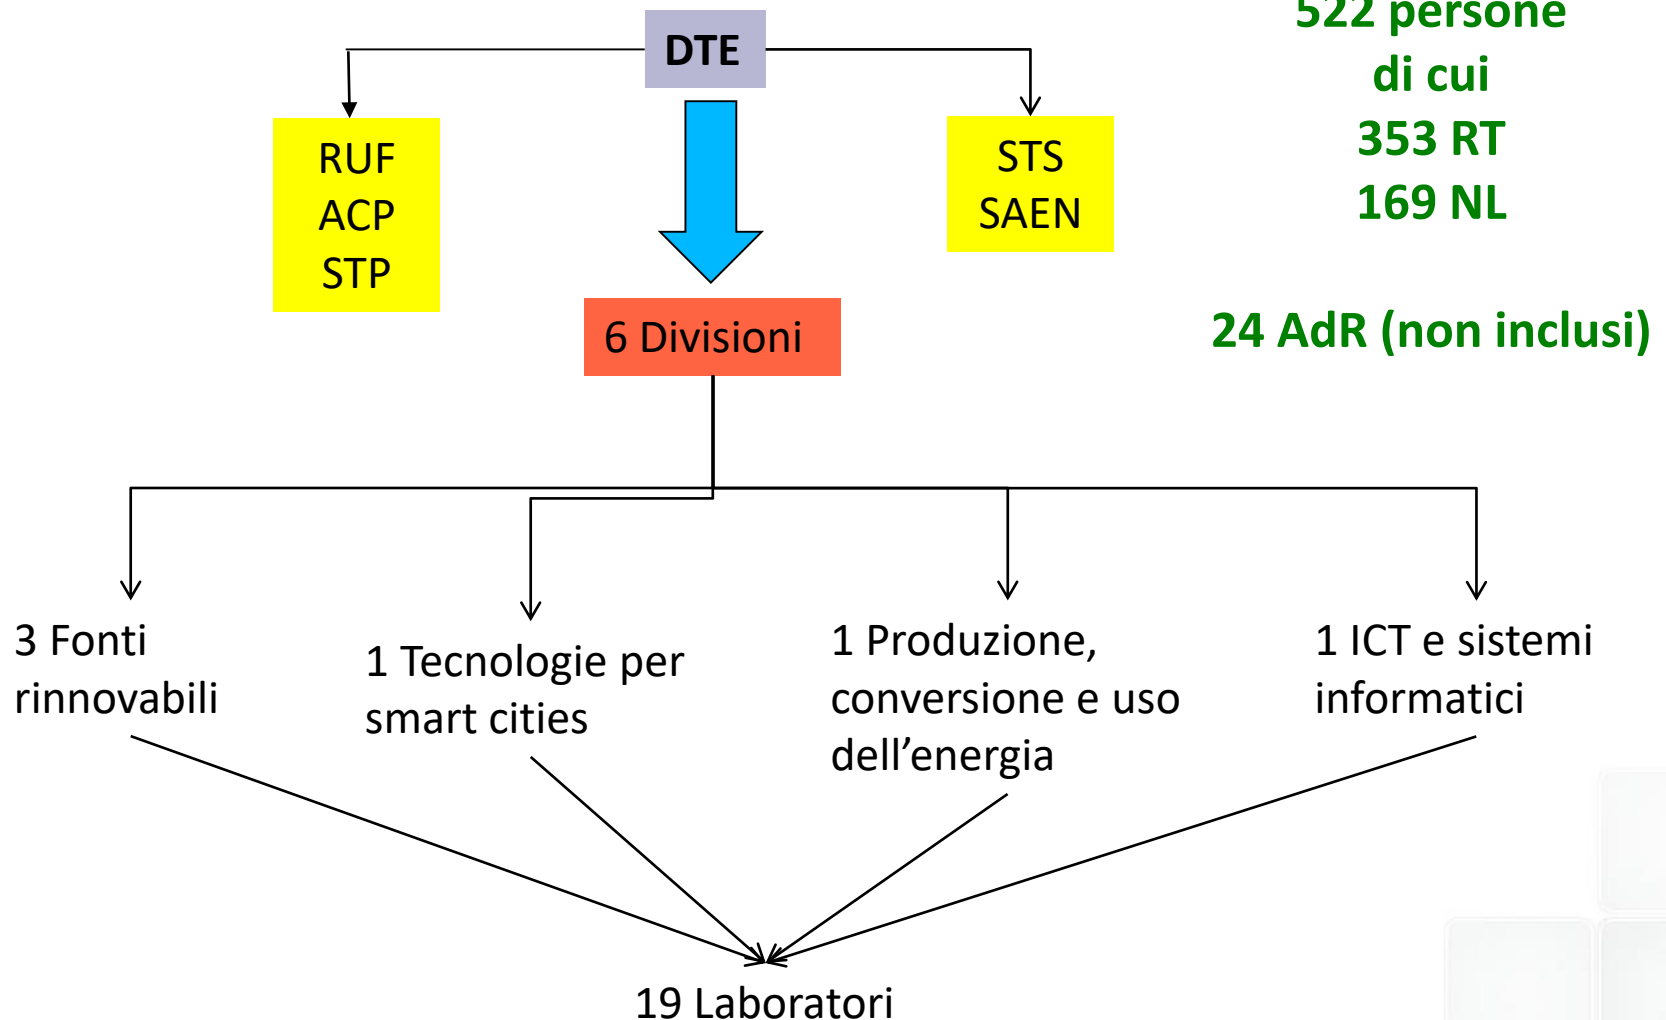 DTE
522 persone
di cui
353 RT
169 NL
24 AdR (non inclusi)
RUF
ACP
STP
STS
SAEN
6 Divisioni
3 Fonti
rinnovabili
1 Tecnologie per
smart cities
1 Produzione,
conversione e uso
dell’energia
1 ICT e sistemi
informatici
19 Laboratori